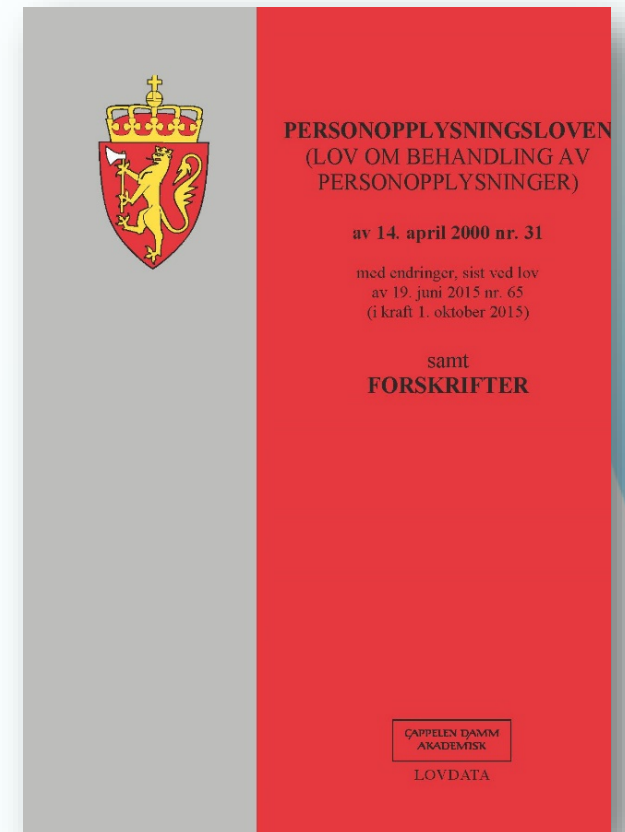 PERSONOPPLYSNINGSLOVEN
(LOV OM BEHANDLING AV
PERSONOPPLYSNINGER)
av 14. april 2000 nr. 31
med endringer, sist ved lov
av 19. juni 2015 nr. 65
(i kraft 1. oktober 2015)
samt
FORSKRIFTER
CAPPELEN DAMM
AKADEMISK
LOVDATA